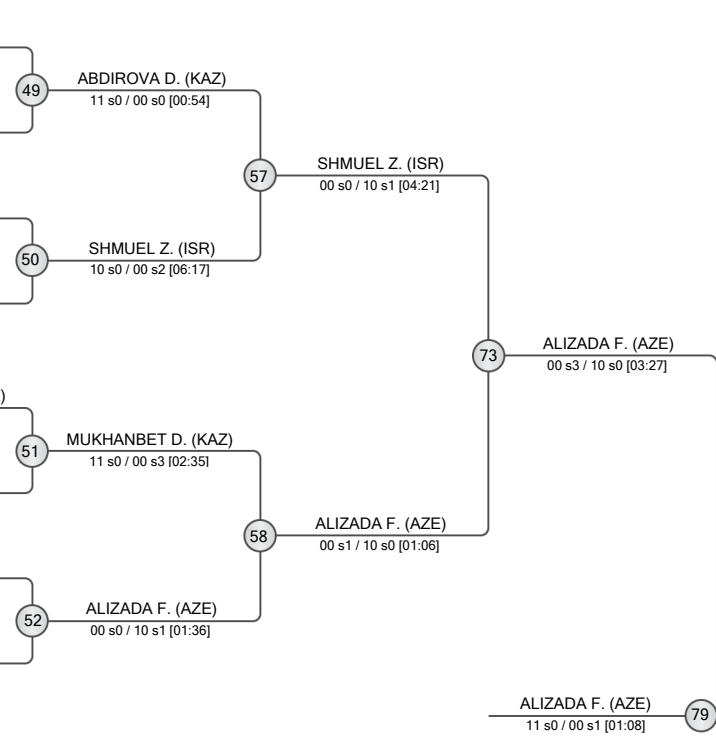 49
ABDIROVA D. (KAZ)
11 s0 / 00 s0 [00:54]
57
SHMUEL Z. (ISR)
00 s0 / 10 s1 [04:21]
50
SHMUEL Z. (ISR)
10 s0 / 00 s2 [06:17]
73
ALIZADA F. (AZE)
00 s3 / 10 s0 [03:27]
)
51
MUKHANBET D. (KAZ)
11 s0 / 00 s3 [02:35]
58
ALIZADA F. (AZE)
00 s1 / 10 s0 [01:06]
52
ALIZADA F. (AZE)
00 s0 / 10 s1 [01:36]
ALIZADA F. (AZE)
11 s0 / 00 s1 [01:08]
79